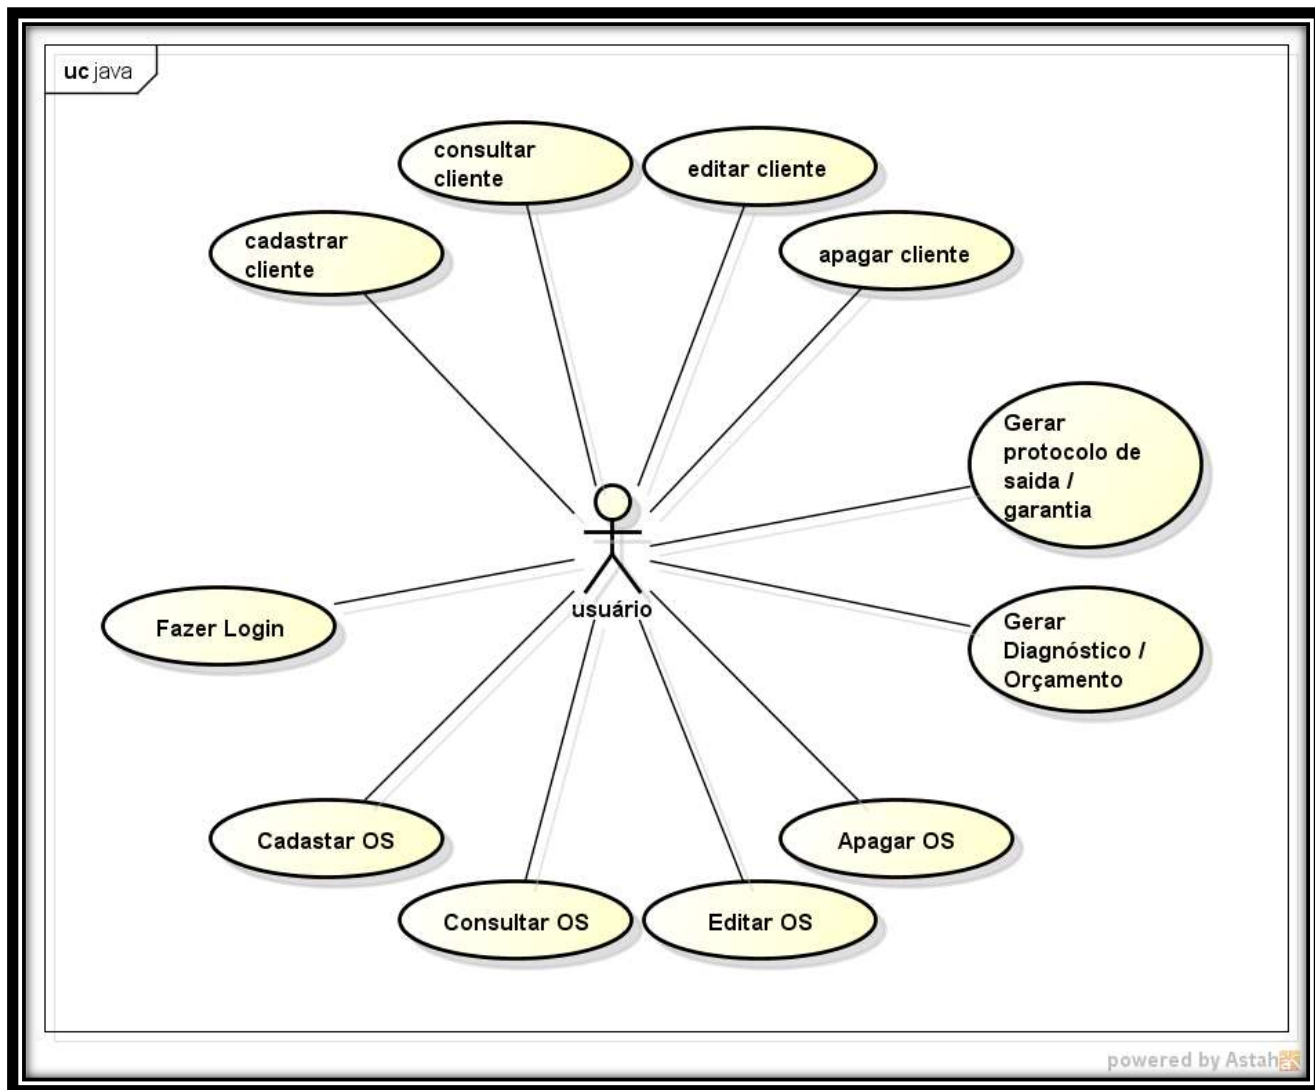 uc java
consultar
cliente
editar cliente
cadastrar
cliente
apagar cliente
Gerar
protocolo de
saida /
garantia
usuário
Fazer Login
Gerar
Diagnóstico /
Orçamento
Cadastar OS
Apagar OS
Consultar OS
Editar OS
powered by Astah